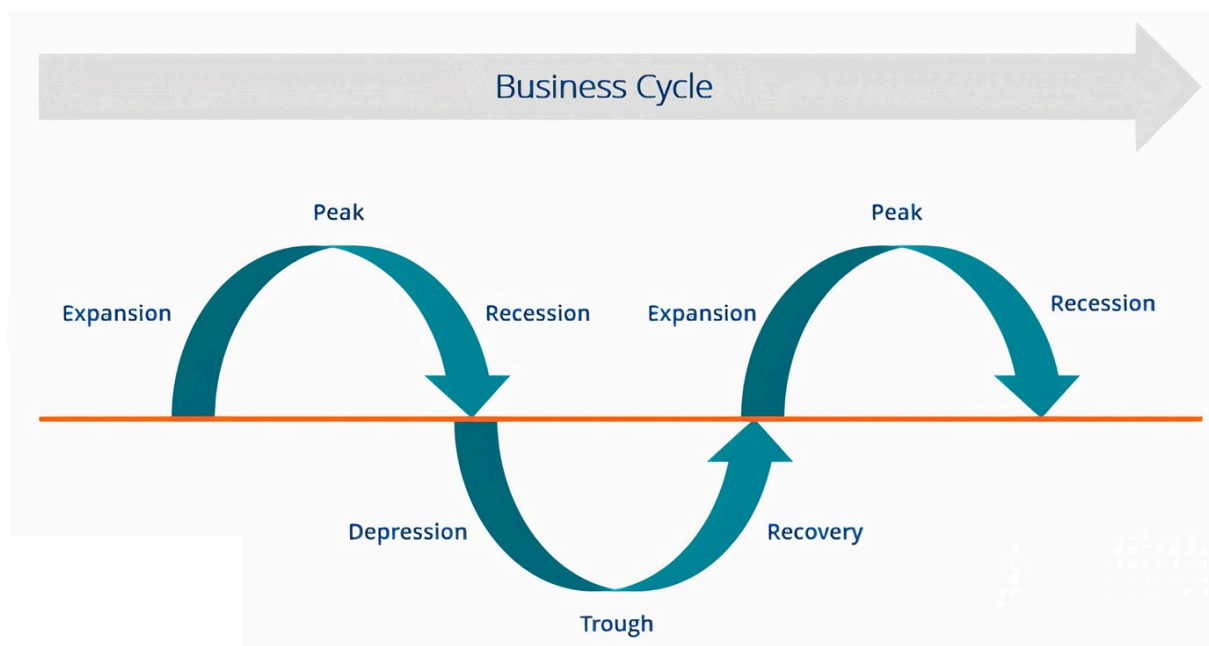 Business Cycle
Peak
Peak
Expansion
Recession
Expansion
Recession
Depression
Recovery
Trough